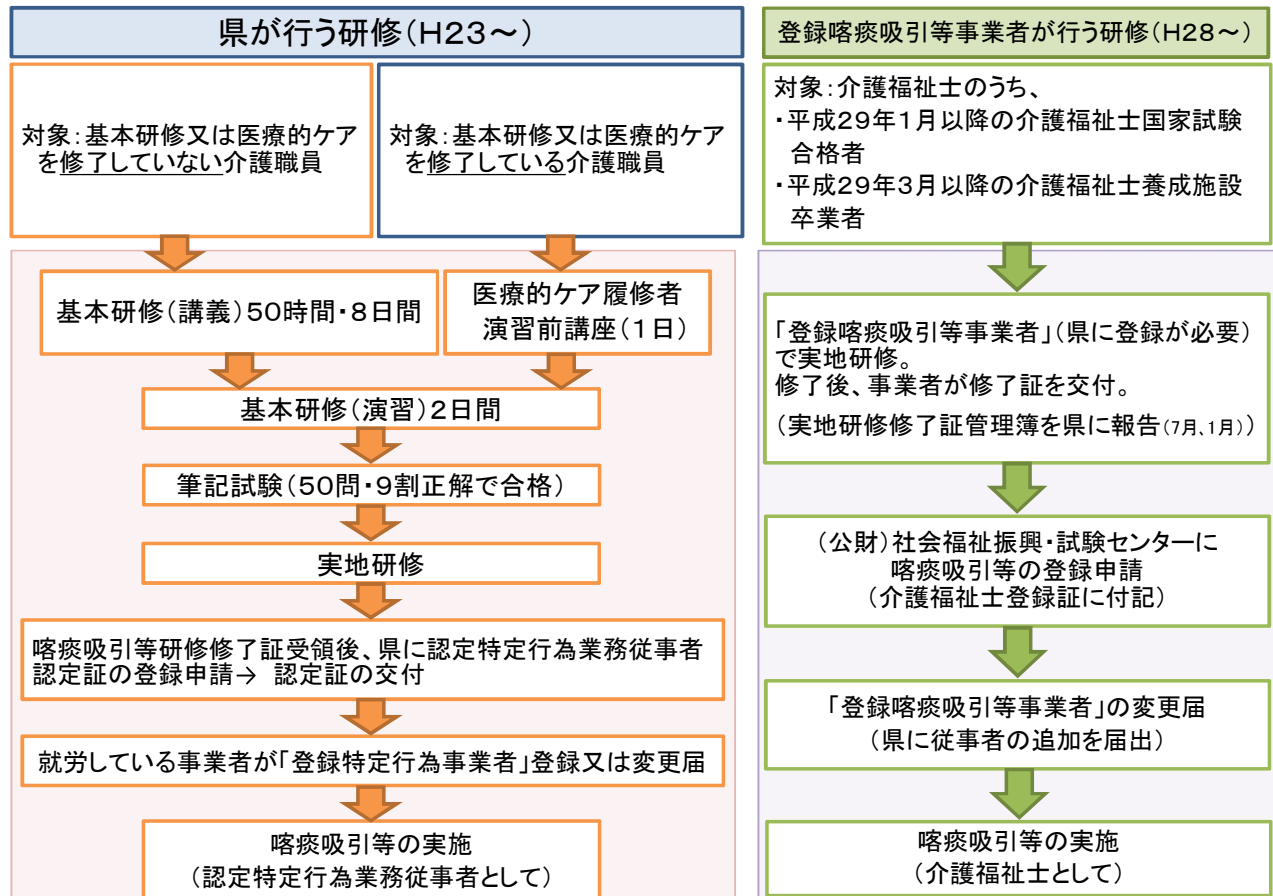 県が行う研修(H23～)
対象:基本研修又は医療的ケア
を修了していない介護職員
対象:基本研修又は医療的ケア
を修了している介護職員
基本研修(講義)50時間・8日間
医療的ケア履修者
演習前講座(1日)
基本研修(演習)2日間
筆記試験(50問・9割正解で合格)
実地研修
喀痰吸引等研修修了証受領後、県に認定特定行為業務従事者
認定証の登録申請→ 認定証の交付
就労している事業者が「登録特定行為事業者」登録又は変更届
喀痰吸引等の実施
(認定特定行為業務従事者として)
登録喀痰吸引等事業者が行う研修(H28～)
対象:介護福祉士のうち、
・平成29年1月以降の介護福祉士国家試験
合格者
・平成29年3月以降の介護福祉士養成施設
卒業者
「登録喀痰吸引等事業者」(県に登録が必要)
で実地研修。
修了後、事業者が修了証を交付。
(実地研修修了証管理簿を県に報告(7月、1月))
(公財)社会福祉振興・試験センターに
喀痰吸引等の登録申請
(介護福祉士登録証に付記)
「登録喀痰吸引等事業者」の変更届
(県に従事者の追加を届出)
喀痰吸引等の実施
(介護福祉士として)